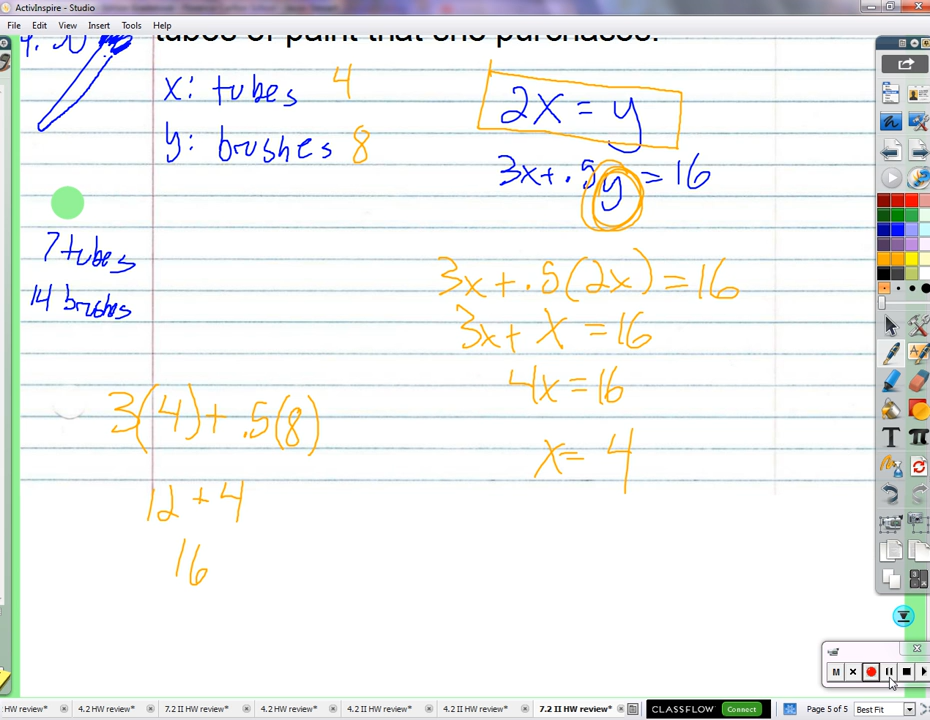 ActivInspire - Studio
File Edit View Insert Tools Help
tubes of paint that she purchases.
x: tubes 4
y: brushes 8
2x = y
3x+.5y = 16
7 tubes
14 brushes
3x+.5(2x) = 16
3x+ x = 16
4x = 16
x = 4
3(4)+.5(8)
12 + 4
16
M
HW review* 4.2 HW review* 7.2 II HW review* 4.2 HW review* 4.2 II HW review* 4.2 II HW review* 7.2 II HW review* CLASSFLOW Connect Page 5 of 5 Best Fit